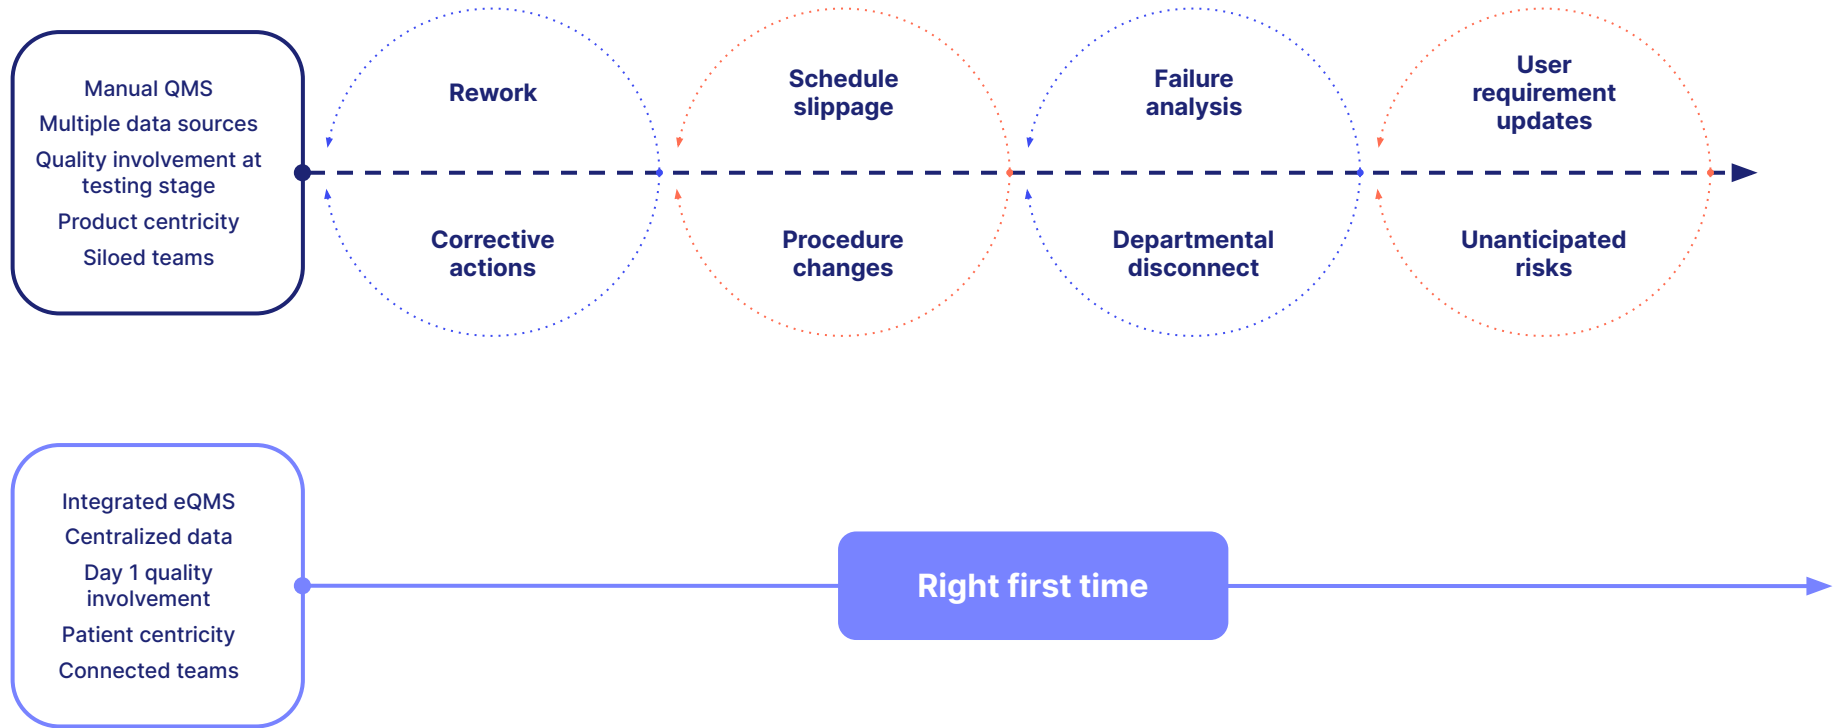 Manual QMS
Multiple data sources
Quality involvement at
testing stage
Product centricity
Siloed teams
Rework
Corrective
actions
Schedule
slippage
Procedure
changes
Failure
analysis
Departmental
disconnect
User
requirement
updates
Unanticipated
risks
Integrated eQMS
Centralized data
Day 1 quality
involvement
Patient centricity
Connected teams
Right first time